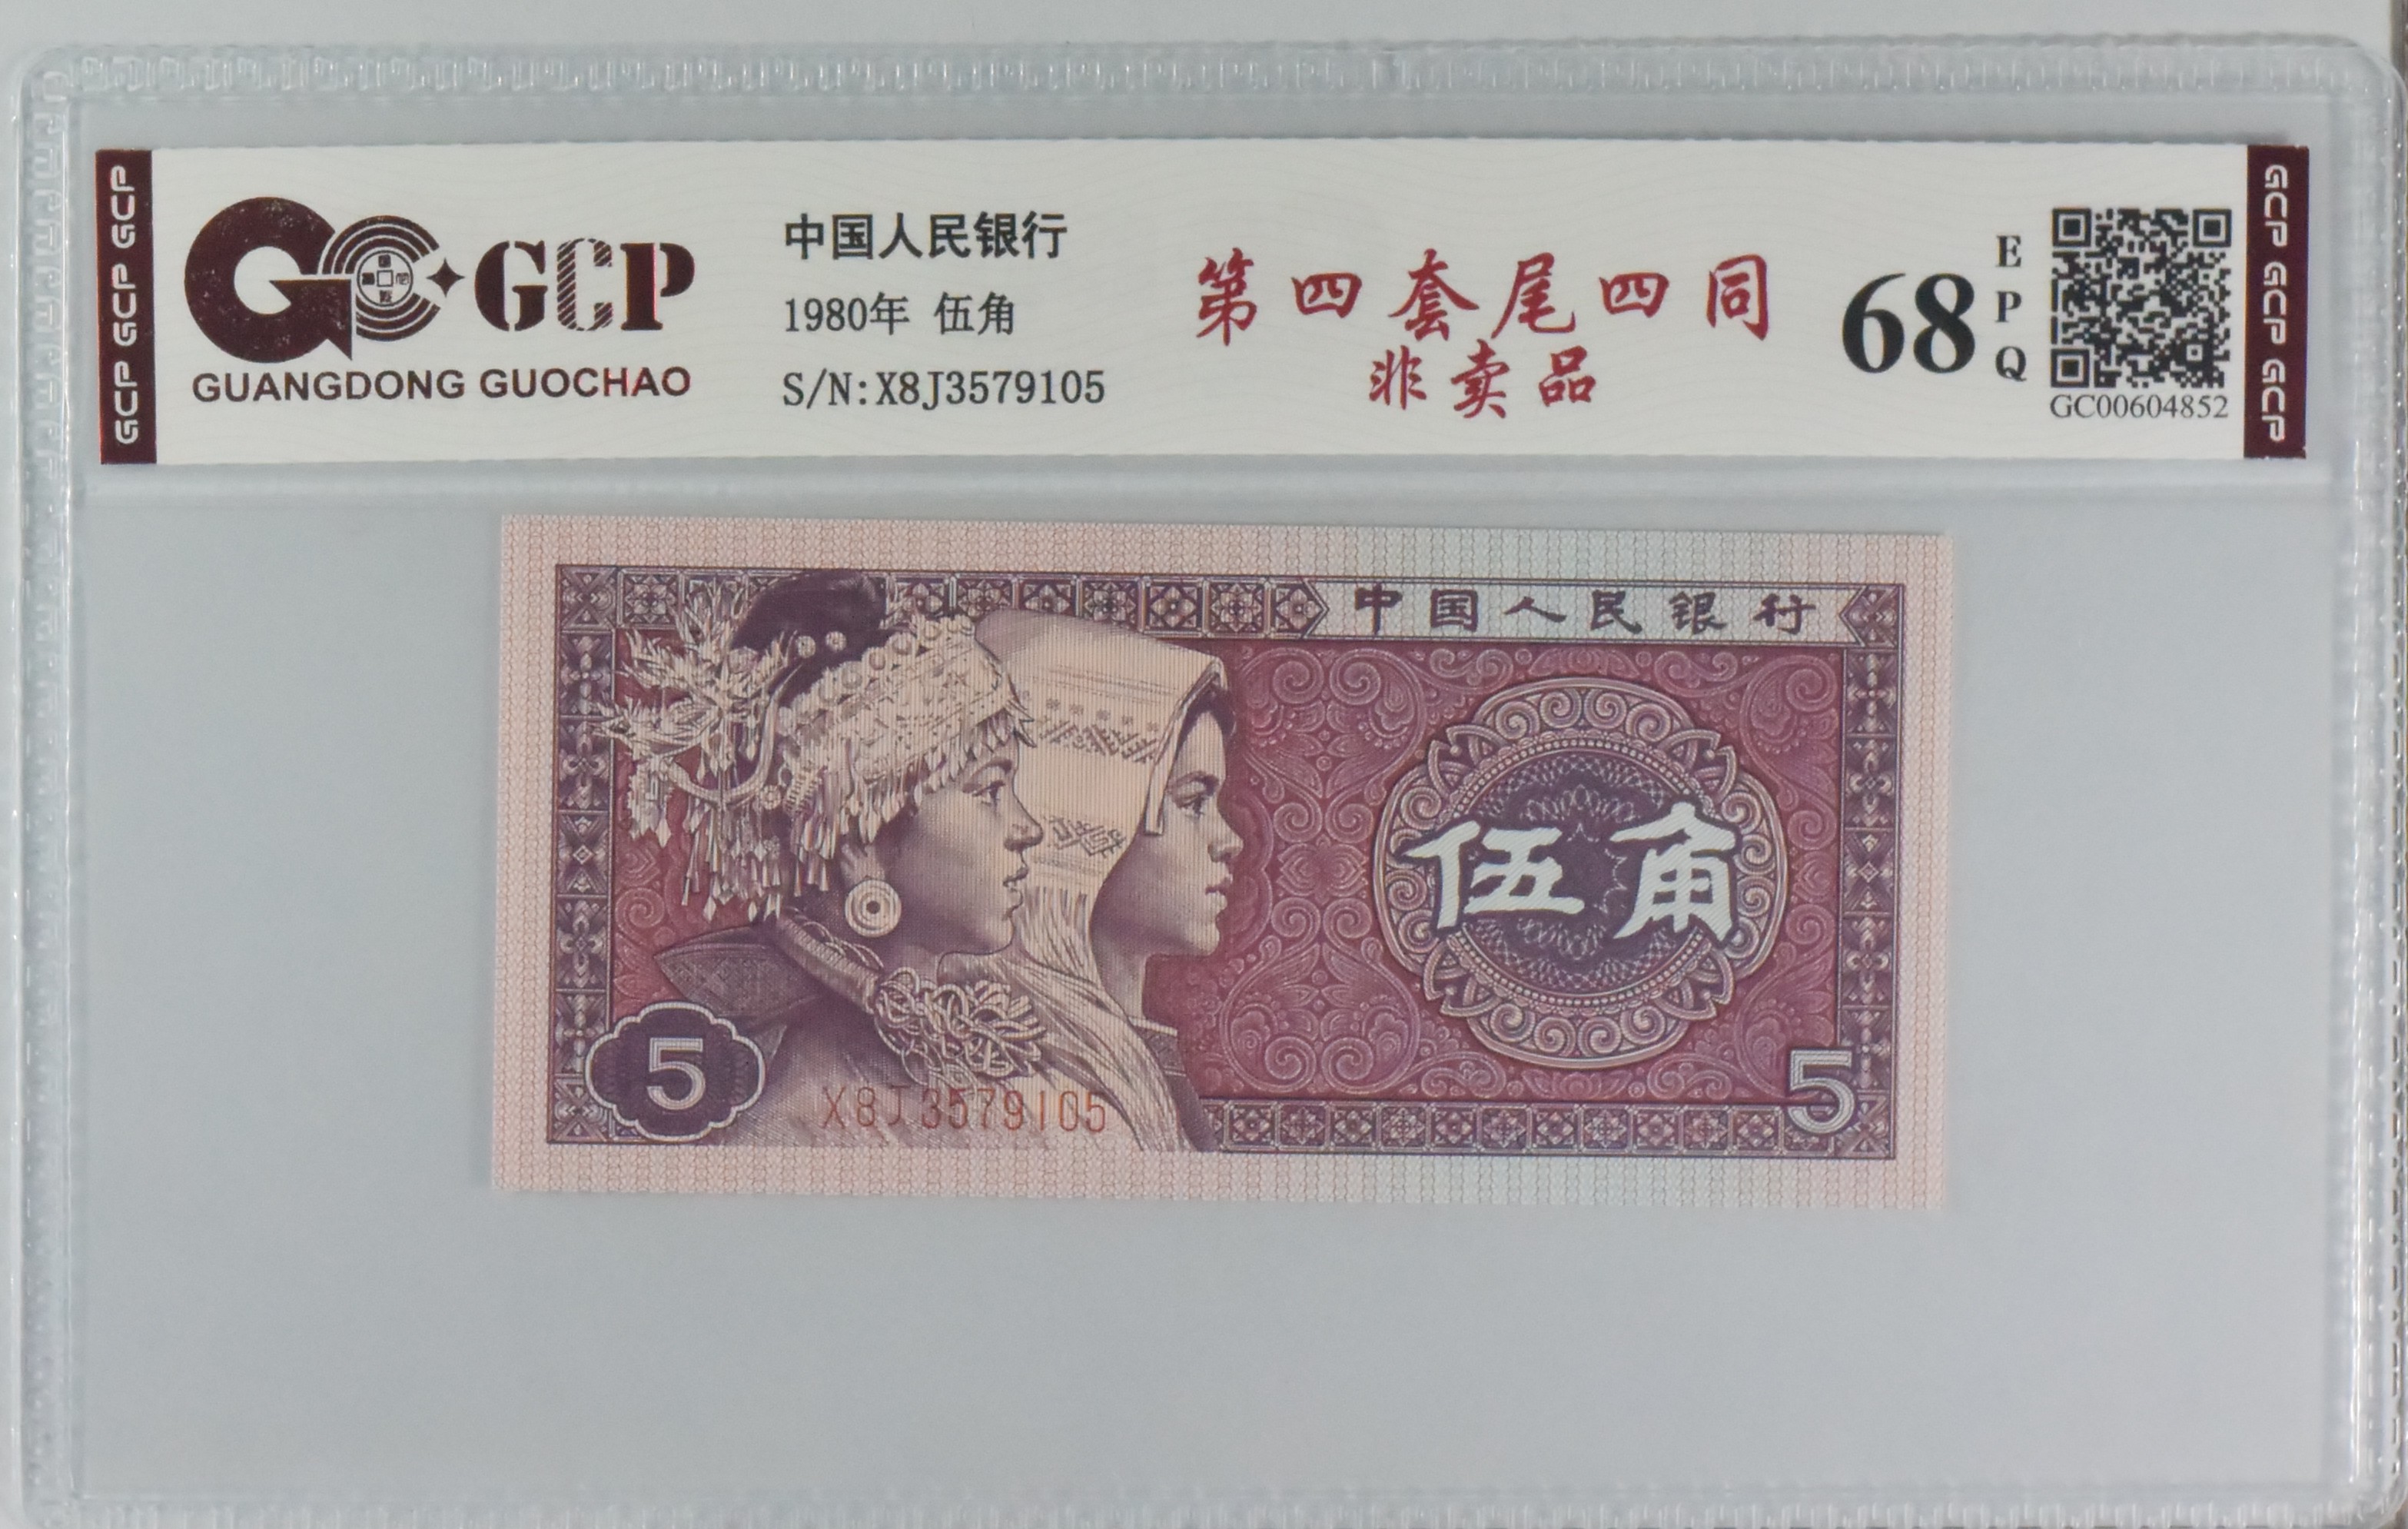 GCP GCP GCP
GCP
GUANGDONG GUOCHAO
中国人民银行
1980年 伍角
S/N:X8J3579105
第四套尾四同
非卖品
68
EPQ
GC00604852
GCP GCP GCP
中国人民银行
伍角
5
X8J3579105
5